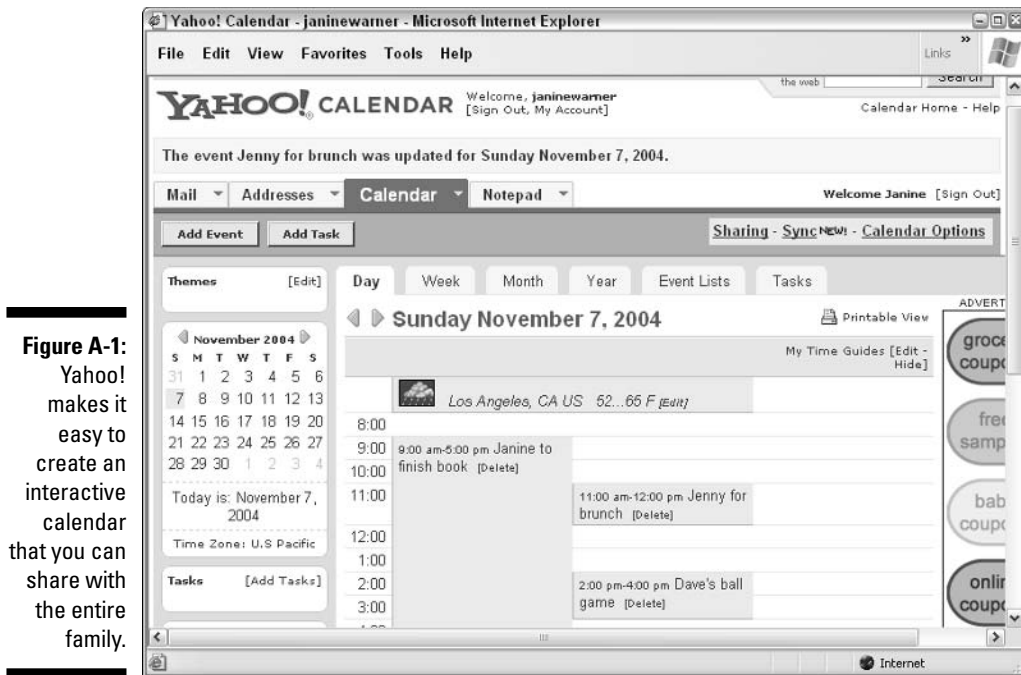 Yahoo! Calendar - janinewarner - Microsoft Internet Explorer
File Edit View Favorites Tools Help
Links »
the web Search
YAHOO! CALENDAR
Welcome, janinewarner
[Sign Out, My Account]
Calendar Home - Help
The event Jenny for brunch was updated for Sunday November 7, 2004.
Mail Addresses Calendar Notepad
Welcome Janine [Sign Out]
Add Event Add Task
Sharing - Sync NEW! - Calendar Options
Themes [Edit]
Day Week Month Year Event Lists Tasks
ADVERT
November 2004
S M T W T F S
31 1 2 3 4 5 6
7 8 9 10 11 12 13
14 15 16 17 18 19 20
21 22 23 24 25 26 27
28 29 30 1 2 3 4
Today is: November 7,
2004
Time Zone: U.S Pacific
Tasks [Add Tasks]
Sunday November 7, 2004
Printable View
My Time Guides [Edit -
Hide]
Los Angeles, CA US 52...65 F [Edit]
8:00
9:00 9:00 am-5:00 pm Janine to
10:00 finish book [Delete]
11:00 11:00 am-12:00 pm Jenny for
brunch [Delete]
12:00
1:00
2:00 2:00 pm-4:00 pm Dave's ball
3:00 game [Delete]
groce
coupo
free
samp
bab
coupo
onlin
coupo
Internet
Figure A-1:
Yahoo!
makes it
easy to
create an
interactive
calendar
that you can
share with
the entire
family.